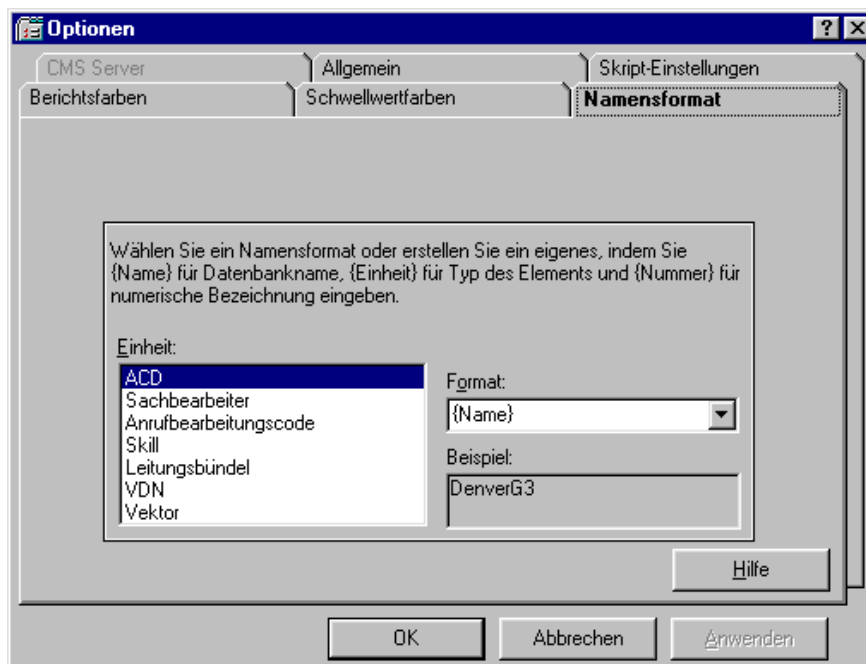 Optionen
CMS Server
Allgemein
Skript-Einstellungen
Berichtsfarben
Schwellwertfarben
Namensformat
Wählen Sie ein Namensformat oder erstellen Sie ein eigenes, indem Sie
{Name} für Datenbankname, {Einheit} für Typ des Elements und {Nummer} für
numerische Bezeichnung eingeben.
Einheit:
ACD
Sachbearbeiter
Anrufbearbeitungscode
Skill
Leitungsbündel
VDN
Vektor
Format:
{Name}
Beispiel:
DenverG3
Hilfe
OK
Abbrechen
Anwenden